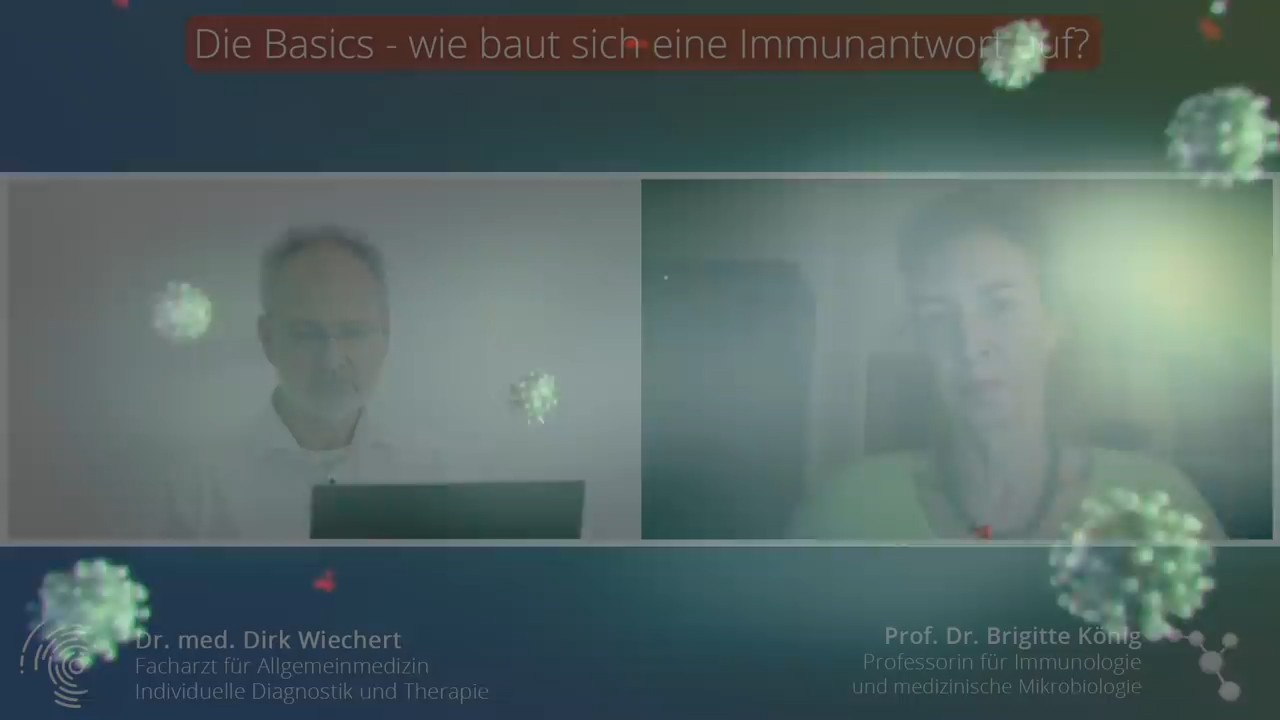 Die Basics - wie baut sich eine Immunantwort auf?
Dr. med. Dirk Wiechert
Facharzt für Allgemeinmedizin
Individuelle Diagnostik und Therapie
Prof. Dr. Brigitte König
Professorin für Immunologie
und medizinische Mikrobiologie